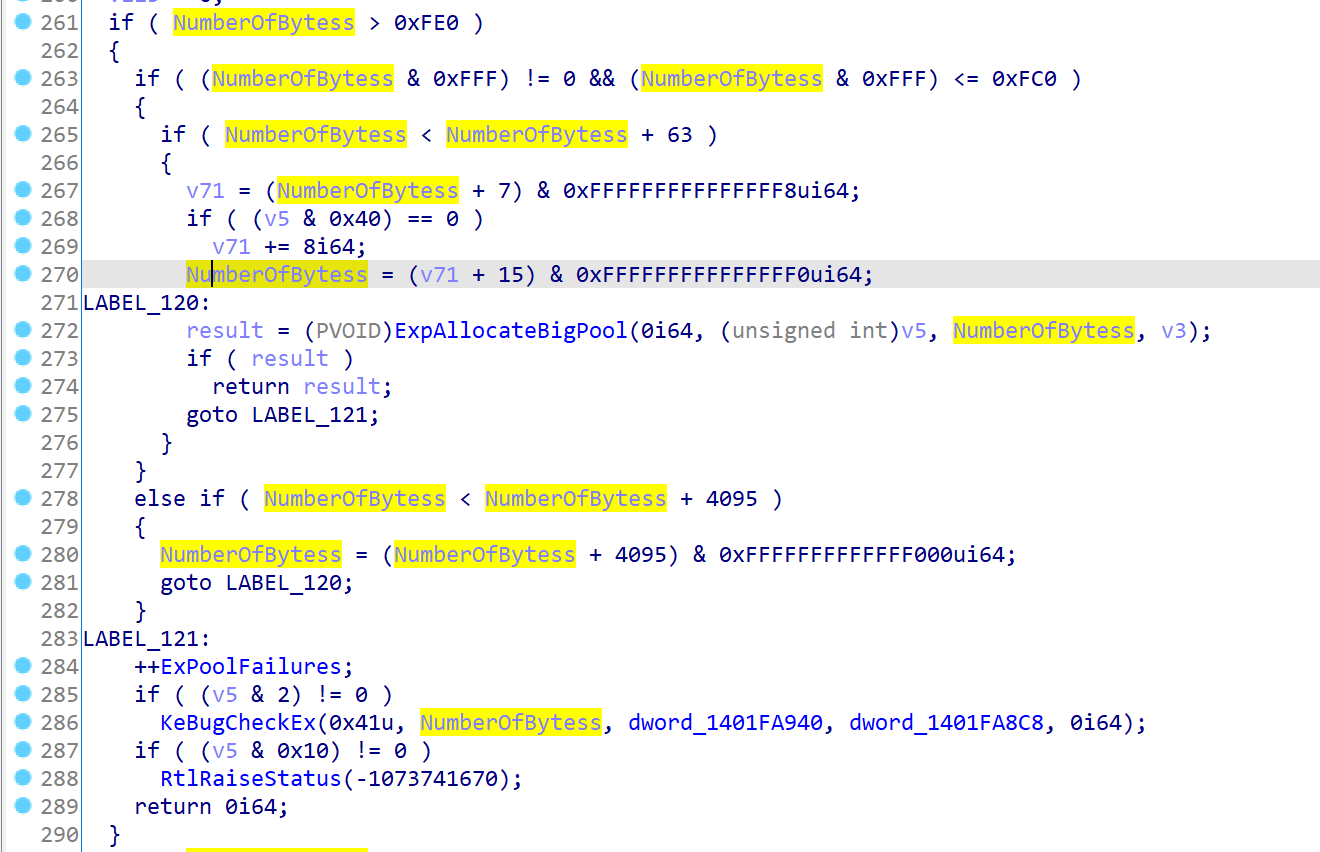 261 if ( NumberOfBytess > 0xFE0 )
262 {
263 if ( (NumberOfBytess & 0xFFF) != 0 && (NumberOfBytess & 0xFFF) <= 0xFC0 )
264 {
265 if ( NumberOfBytess < NumberOfBytess + 63 )
266 {
267 v71 = (NumberOfBytess + 7) & 0xFFFFFFFFFFFFFFF8ui64;
268 if ( (v5 & 0x40) == 0 )
269 v71 += 8i64;
270 NumberOfBytess = (v71 + 15) & 0xFFFFFFFFFFFFFFF0ui64;
271 LABEL_120:
272 result = (PVOID)ExpAllocateBigPool(0i64, (unsigned int)v5, NumberOfBytess, v3);
273 if ( result )
274 return result;
275 goto LABEL_121;
276 }
277 }
278 else if ( NumberOfBytess < NumberOfBytess + 4095 )
279 {
280 NumberOfBytess = (NumberOfBytess + 4095) & 0xFFFFFFFFFFFFF000ui64;
281 goto LABEL_120;
282 }
283 LABEL_121:
284 ++ExPoolFailures;
285 if ( (v5 & 2) != 0 )
286 KeBugCheckEx(0x41u, NumberOfBytess, dword_1401FA940, dword_1401FA8C8, 0i64);
287 if ( (v5 & 0x10) != 0 )
288 RtlRaiseStatus(-1073741670);
289 return 0i64;
290 }